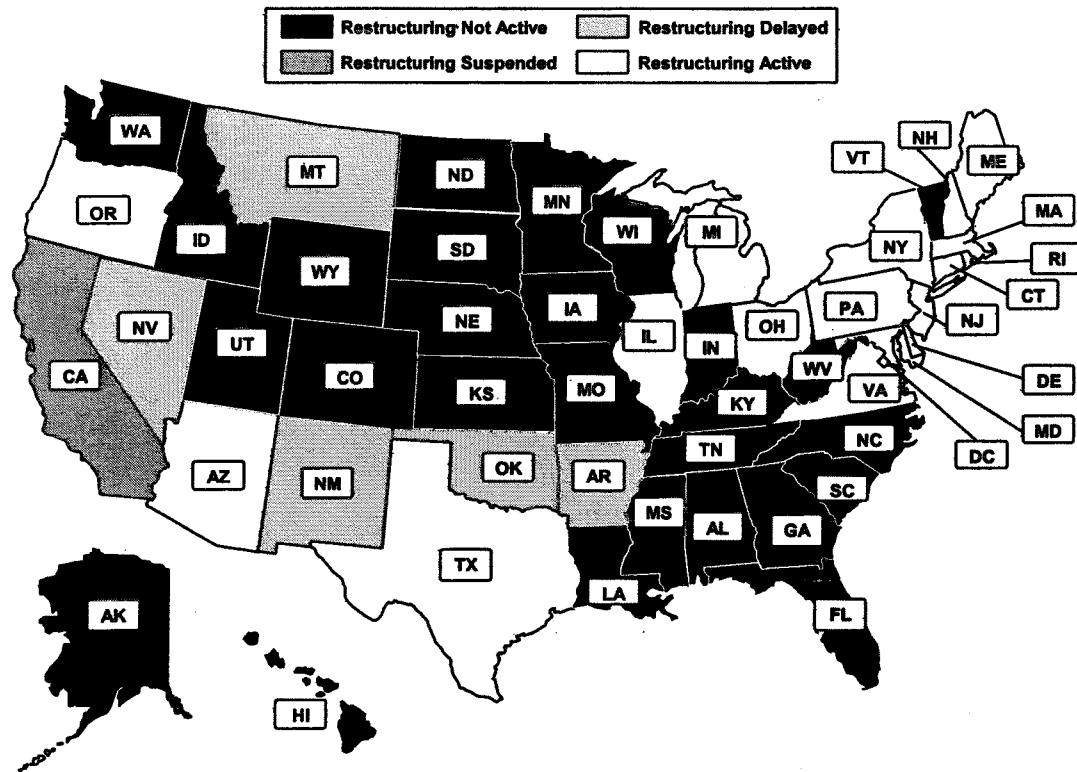 Restructuring Not Active
Restructuring Delayed
Restructuring Suspended
Restructuring Active
WA
MT
ND
MN
VT
NH
ME
OR
ID
WY
SD
WI
MI
NY
MA
RI
CT
NV
UT
CO
NE
IA
IL
IN
OH
PA
NJ
CA
KS
MO
KY
WV
VA
DE
MD
DC
AZ
NM
OK
AR
TN
NC
SC
MS
AL
GA
TX
LA
FL
AK
HI